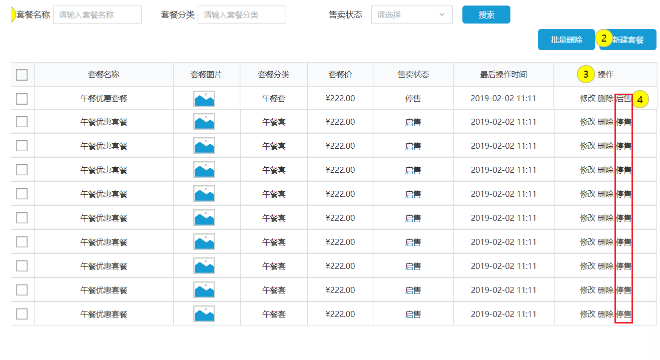 套餐名称 请输入套餐名称 套餐分类 请输入套餐分类 售卖状态 请选择 搜索
批量删除 2 新建套餐
套餐名称 套餐图片 套餐分类 套餐价 售卖状态 最后操作时间 3 操作
午餐优惠套餐 午餐套 ¥222.00 停售 2019-02-02 11:11 修改 删除 启售 4
午餐优惠套餐 午餐套 ¥222.00 启售 2019-02-02 11:11 修改 删除 停售
午餐优惠套餐 午餐套 ¥222.00 启售 2019-02-02 11:11 修改 删除 停售
午餐优惠套餐 午餐套 ¥222.00 启售 2019-02-02 11:11 修改 删除 停售
午餐优惠套餐 午餐套 ¥222.00 启售 2019-02-02 11:11 修改 删除 停售
午餐优惠套餐 午餐套 ¥222.00 启售 2019-02-02 11:11 修改 删除 停售
午餐优惠套餐 午餐套 ¥222.00 启售 2019-02-02 11:11 修改 删除 停售
午餐优惠套餐 午餐套 ¥222.00 启售 2019-02-02 11:11 修改 删除 停售
午餐优惠套餐 午餐套 ¥222.00 启售 2019-02-02 11:11 修改 删除 停售
午餐优惠套餐 午餐套 ¥222.00 启售 2019-02-02 11:11 修改 删除 停售